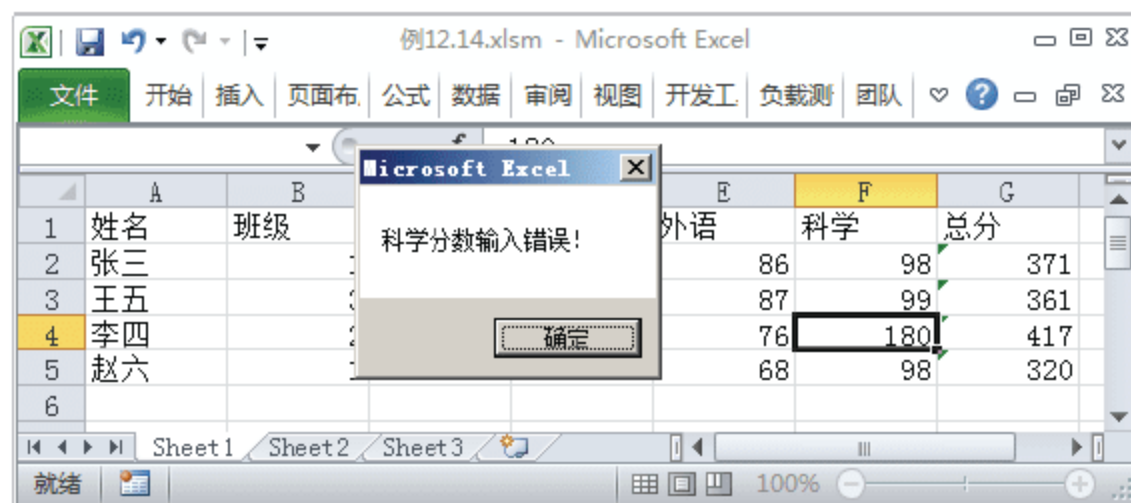 例12.14.xlsm - Microsoft Excel
文件 开始 插入 页面布 公式 数据 审阅 视图 开发工 负载测 团队
Microsoft Excel
A B E F G
1 姓名 班级 外语 科学 总分
科学分数输入错误!
2 张三 86 98 371
3 王五 87 99 361
4 李四 76 180 417
确定
5 赵六 68 98 320
6
Sheet1 Sheet2 Sheet3
就绪 100%